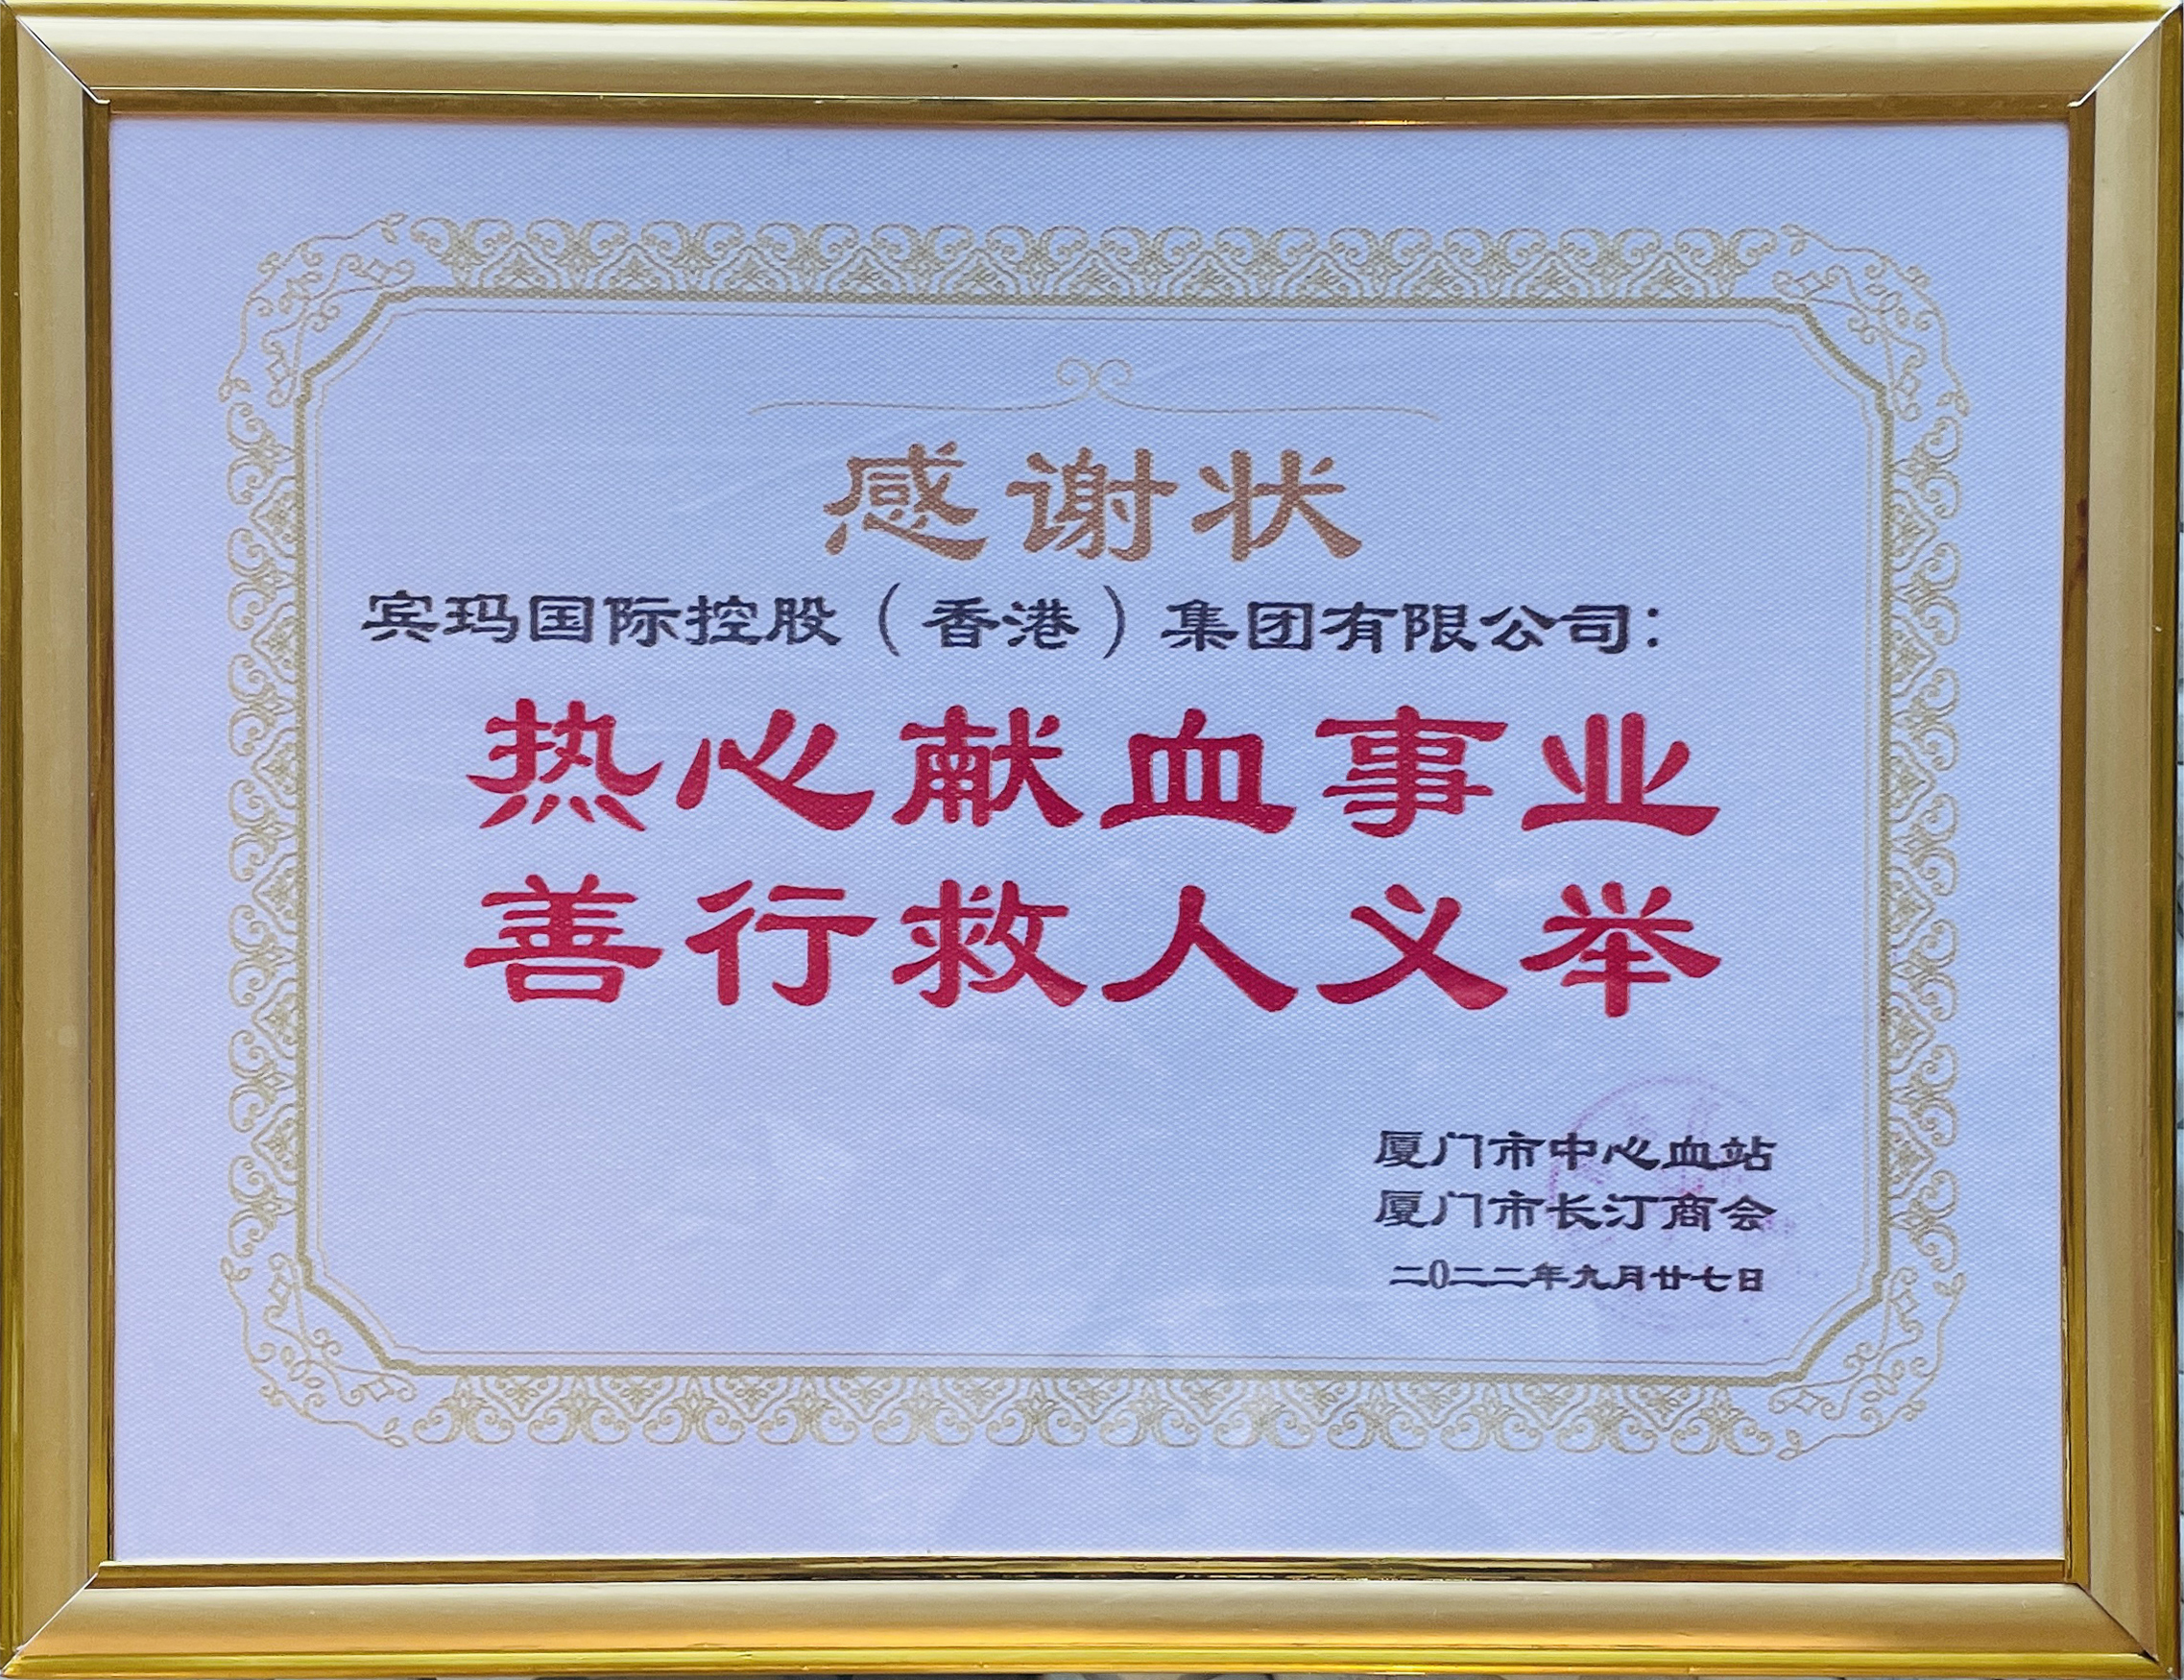 感谢状
宾玛国际控股（香港）集团有限公司：
热心献血事业
善行救人义举
厦门市中心血站
厦门市长汀商会
二0二二年九月廿七日